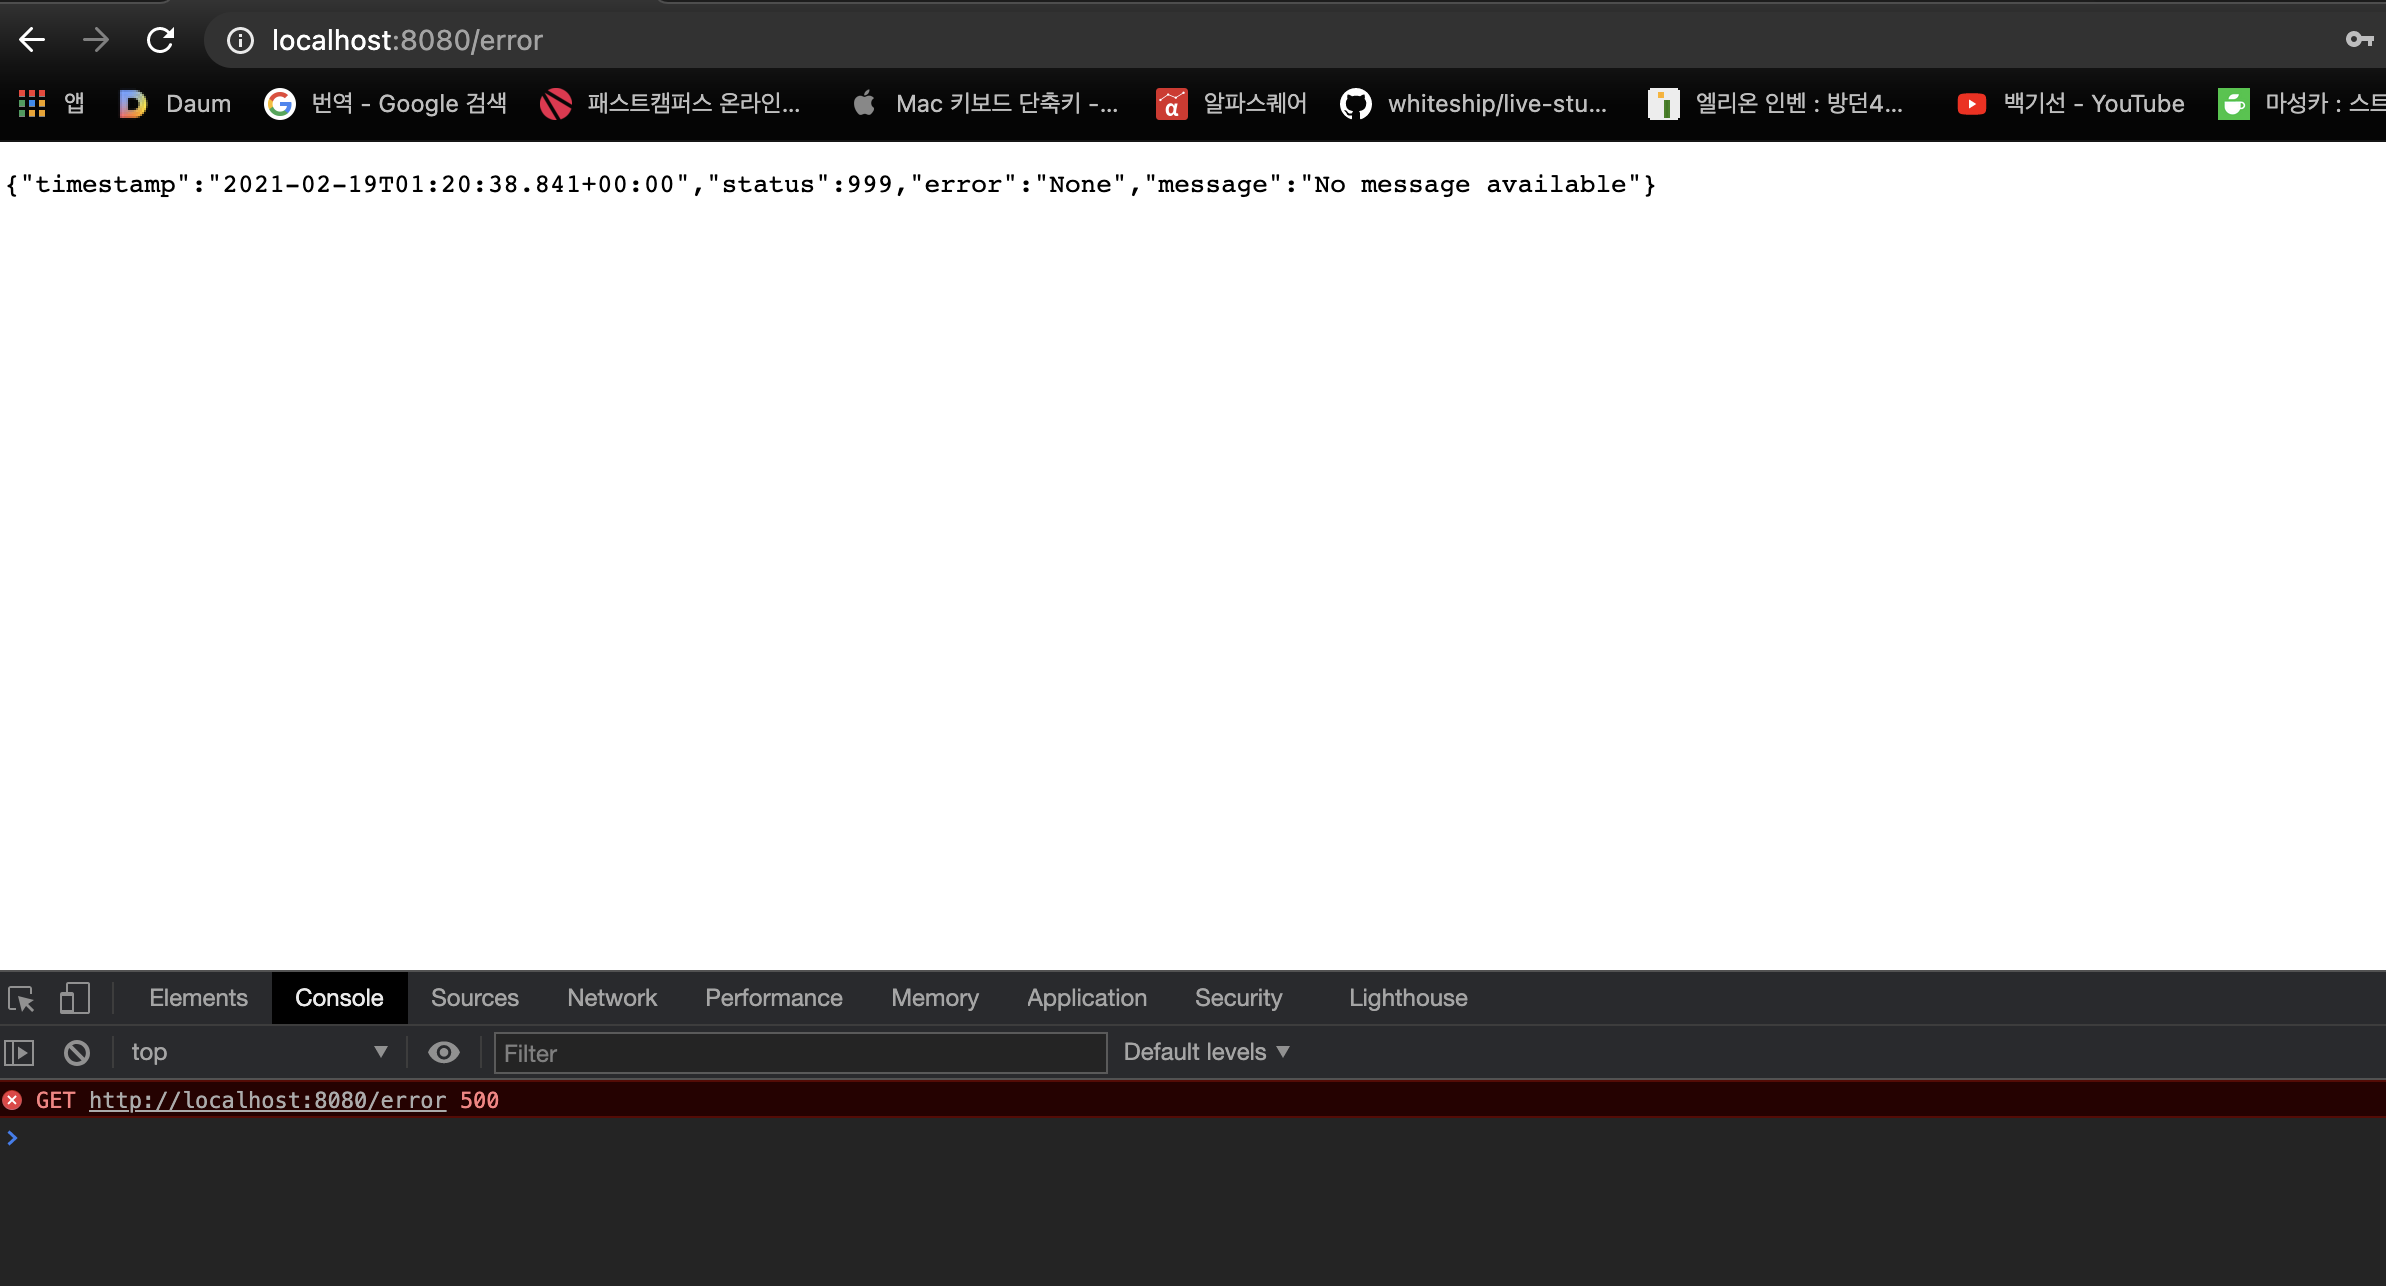 localhost:8080/error
앱 Daum 번역 - Google 검색 패스트캠퍼스 온라인... Mac 키보드 단축키 -... 알파스퀘어 whiteship/live-stu... 엘리온 인벤 : 방던4... 백기선 - YouTube 마성카 : 스트
{"timestamp":"2021-02-19T01:20:38.841+00:00","status":999,"error":"None","message":"No message available"}
Elements Console Sources Network Performance Memory Application Security Lighthouse
top Filter Default levels
GET http://localhost:8080/error 500